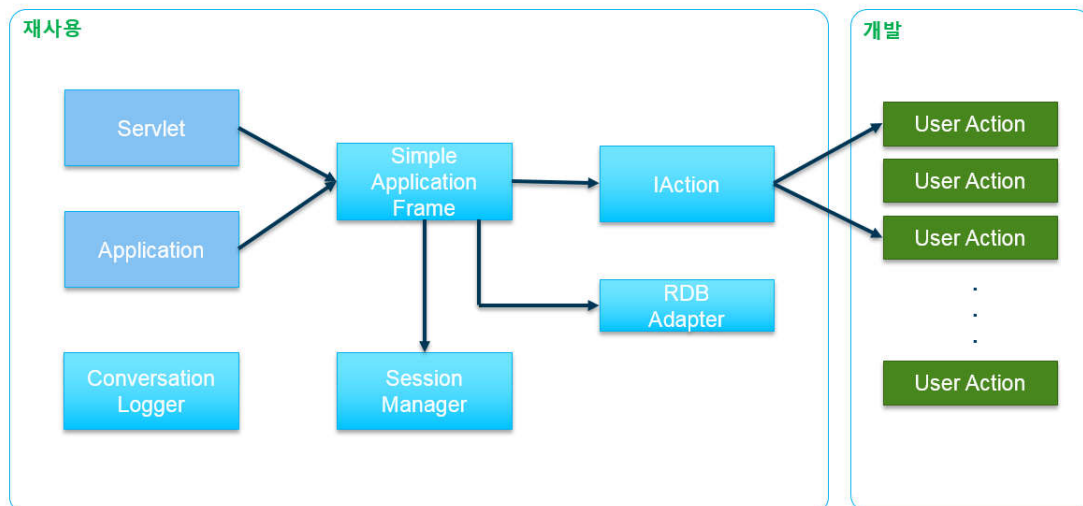 재사용
개발
Servlet
Simple
Application
Frame
IAction
User Action
User Action
User Action
Application
RDB
Adapter
.
.
.
Conversation
Logger
Session
Manager
User Action